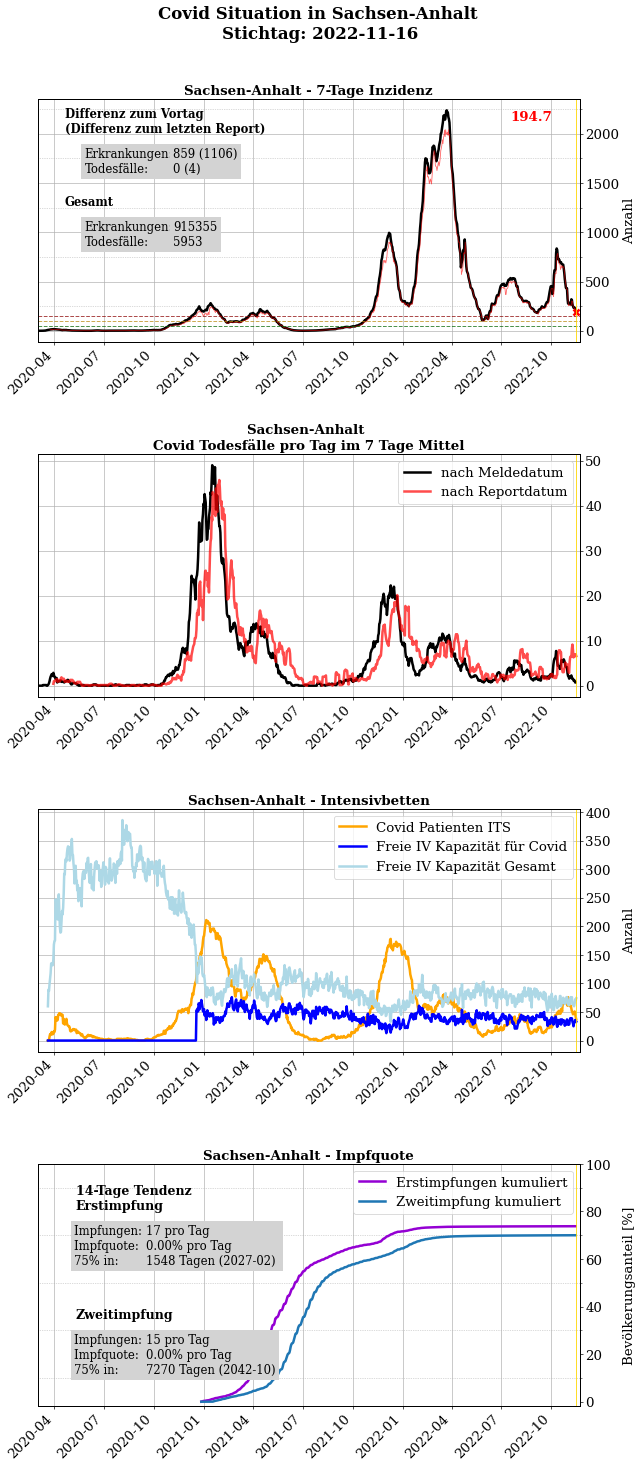 Covid Situation in Sachsen-Anhalt
Stichtag: 2022-11-16
Sachsen-Anhalt - 7-Tage Inzidenz
Differenz zum Vortag
(Differenz zum letzten Report)
Erkrankungen 859 (1106)
Todesfälle: 0 (4)
Gesamt
Erkrankungen 915355
Todesfälle: 5953
194.7
2000
1500
1000
500
0
Anzahl
2020-04 2020-07 2020-10 2021-01 2021-04 2021-07 2021-10 2022-01 2022-04 2022-07 2022-10
Sachsen-Anhalt
Covid Todesfälle pro Tag im 7 Tage Mittel
nach Meldedatum
nach Reportdatum
50
40
30
20
10
0
2020-04 2020-07 2020-10 2021-01 2021-04 2021-07 2021-10 2022-01 2022-04 2022-07 2022-10
Sachsen-Anhalt - Intensivbetten
Covid Patienten ITS
Freie IV Kapazität für Covid
Freie IV Kapazität Gesamt
400
350
300
250
200
150
100
50
0
Anzahl
2020-04 2020-07 2020-10 2021-01 2021-04 2021-07 2021-10 2022-01 2022-04 2022-07 2022-10
Sachsen-Anhalt - Impfquote
14-Tage Tendenz
Erstimpfung
Impfungen: 17 pro Tag
Impfquote: 0.00% pro Tag
75% in: 1548 Tagen (2027-02)
Zweitimpfung
Impfungen: 15 pro Tag
Impfquote: 0.00% pro Tag
75% in: 7270 Tagen (2042-10)
Erstimpfungen kumuliert
Zweitimpfung kumuliert
100
80
60
40
20
0
Bevölkerungsanteil [%]
2020-04 2020-07 2020-10 2021-01 2021-04 2021-07 2021-10 2022-01 2022-04 2022-07 2022-10